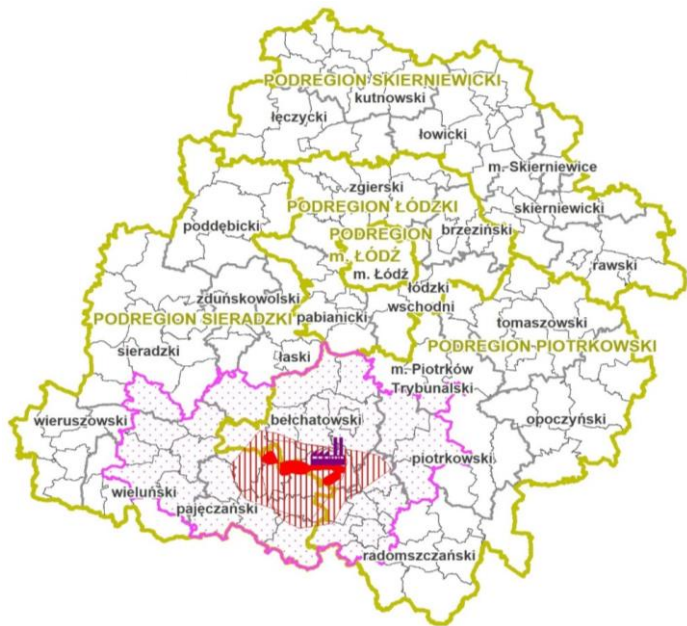 PODREGION SKIERNIEWICKI
kutnowski
łęczycki
łowicki
m. Skierniewice
zgierski
PODREGION ŁÓDZKI
skierniewicki
poddębicki
brzeziński
PODREGION
m. ŁÓDŹ
rawski
m. Łódź
łódzki
wschodni
zduńskowolski
PODREGION SIERADZKI
pabianicki
tomaszowski
PODREGION PIOTRKOWSKI
sieradzki
łaski
m. Piotrków
Trybunalski
wieruszowski
bełchatowski
opoczyński
piotrkowski
wieluński
pajęczański
radomszczański